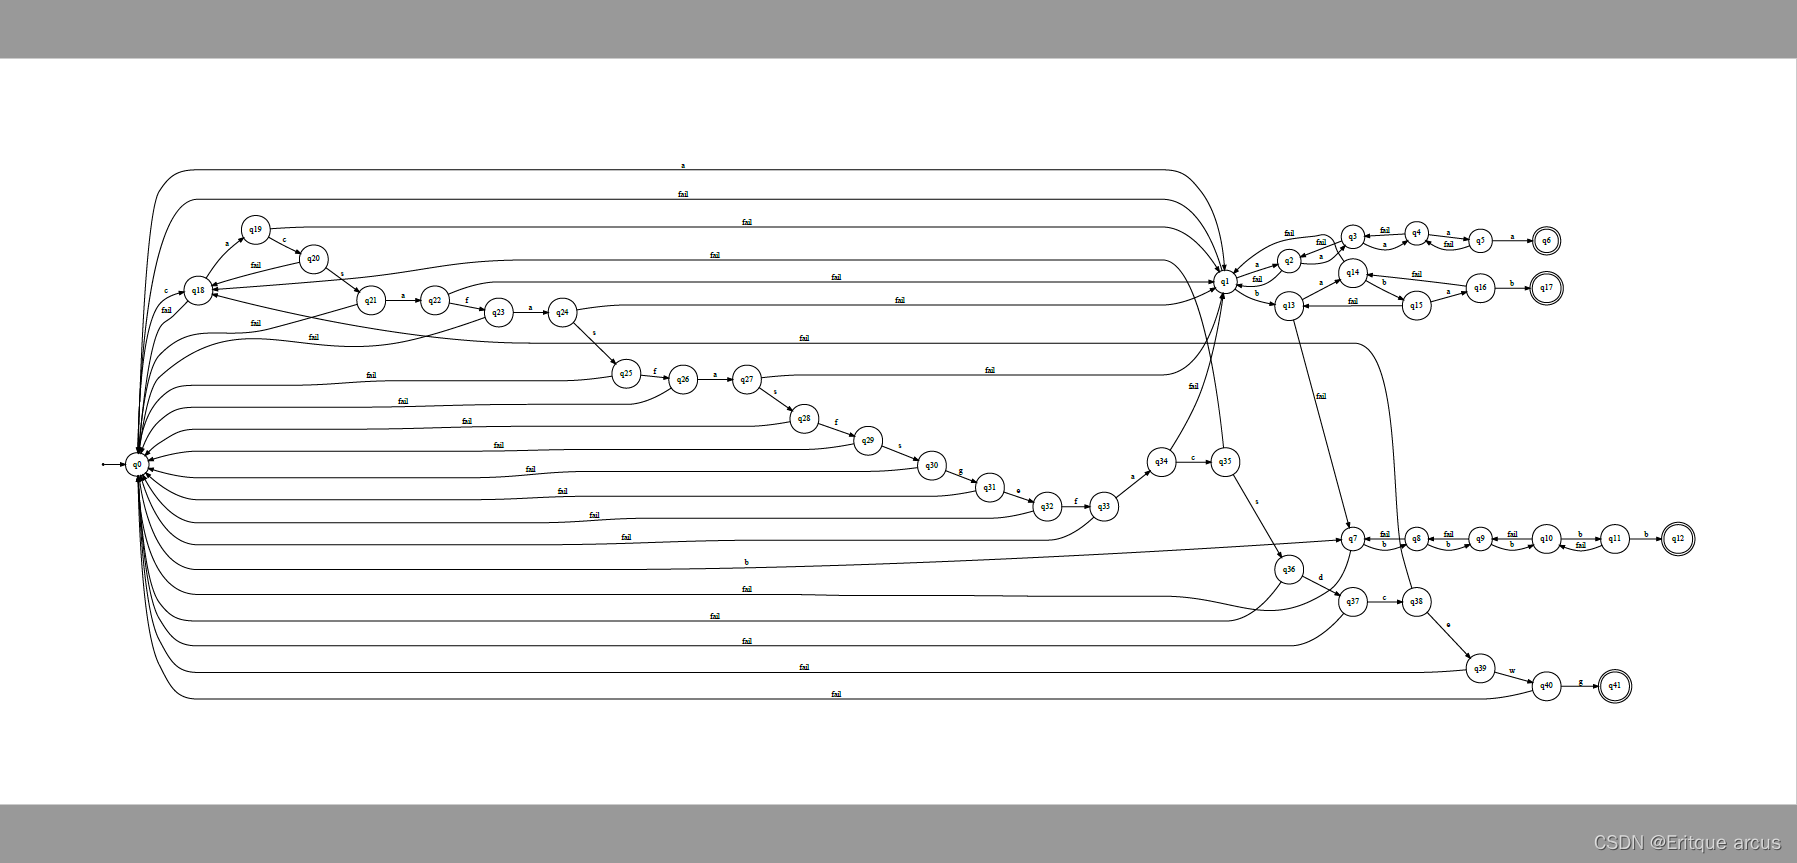 a
fail
q19 fail
a c
q20 fail
fail s
c q18
fail q21 a q22 f q23 a q24 fail
fail
fail
fail
fail q1 a q2 fail a q3 fail a q4 a fail q5 a q6
fail
b q13 a q14 b q15 a q16 b q17
fail
fail
s
fail q25 f q26 a q27 fail
fail
fail
s
fail q28 f q29
fail s
q0 fail q30 g q31 e q32 f q33 a q34 c q35
fail
fail
fail
fail
s
b q7 fail b q8 fail b q9 fail b q10 b fail q11 b q12
fail
fail q36 d q37 c q38
fail
e
fail q39 w q40 g q41
fail
CSDN @Eritque arcus